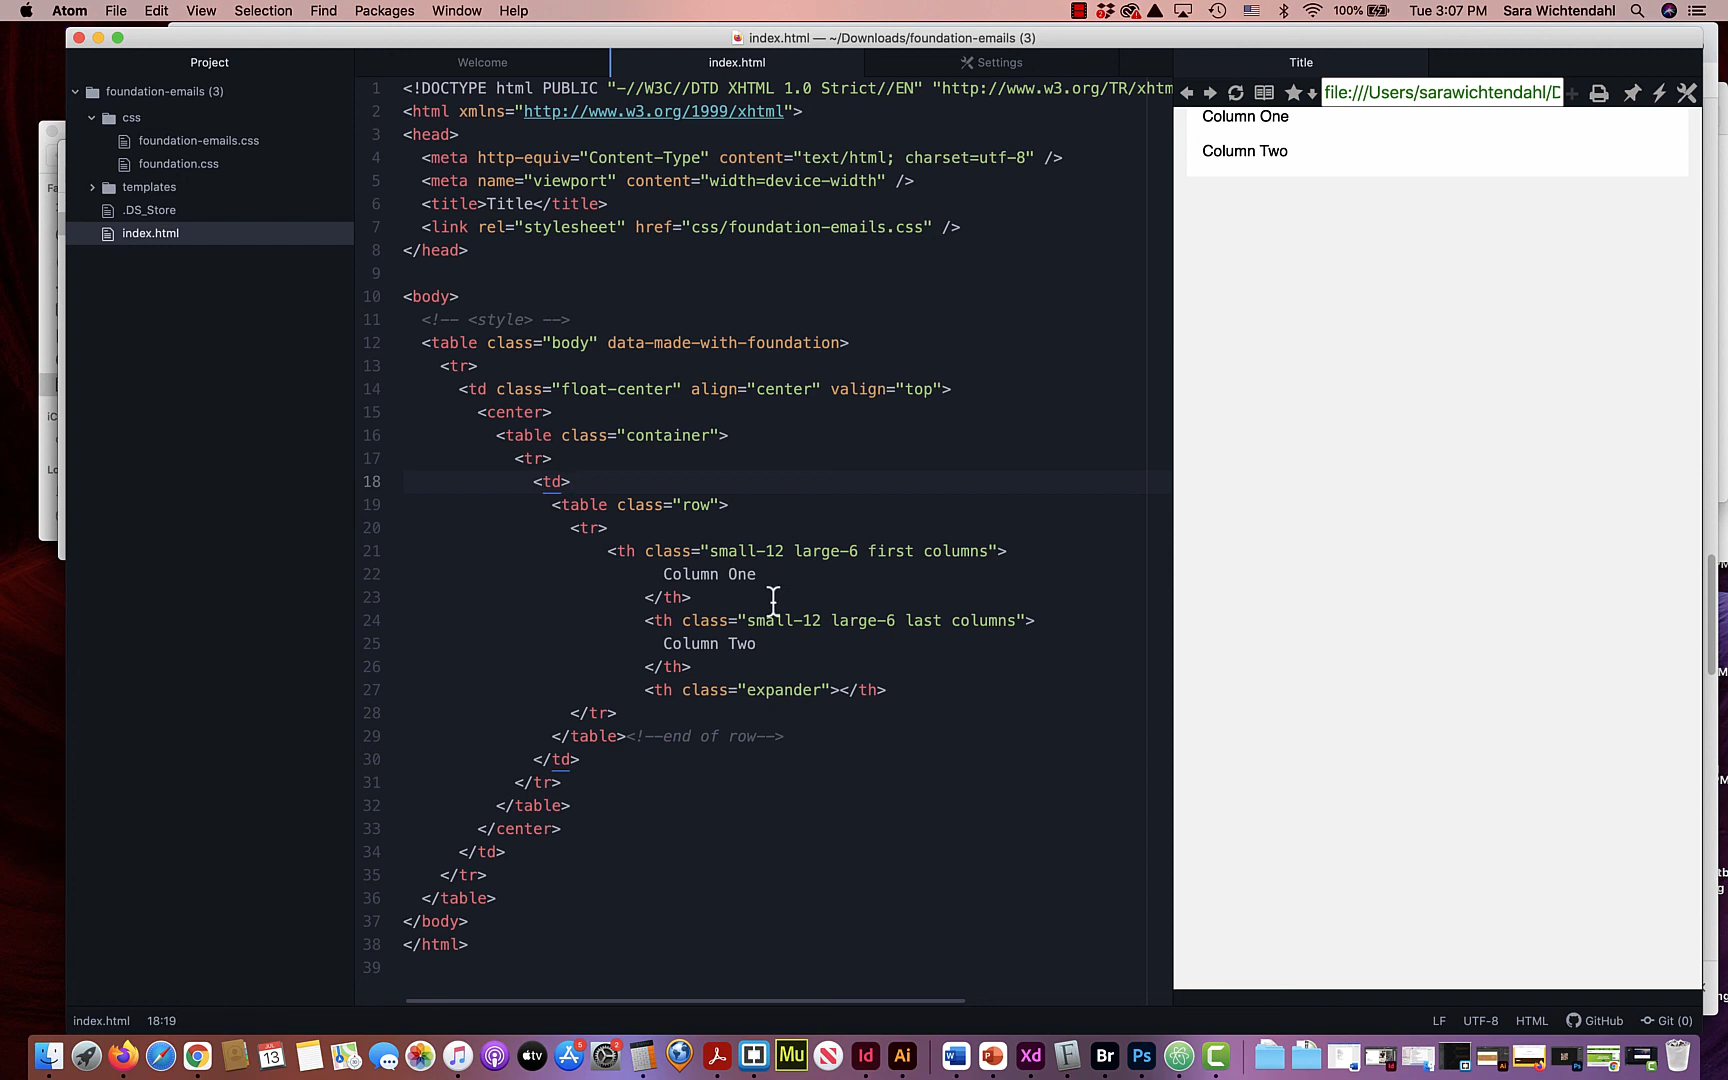 Atom File Edit View Selection Find Packages Window Help 100% Tue 3:07 PM Sara Wichtendahl
index.html — ~/Downloads/foundation-emails (3)
Project Welcome index.html Settings Title
foundation-emails (3)
css
foundation-emails.css
foundation.css
templates
.DS_Store
index.html
1 <!DOCTYPE html PUBLIC "-//W3C//DTD XHTML 1.0 Strict//EN" "http://www.w3.org/TR/xhtm
2 <html xmlns="http://www.w3.org/1999/xhtml">
3 <head>
4 <meta http-equiv="Content-Type" content="text/html; charset=utf-8" />
5 <meta name="viewport" content="width=device-width" />
6 <title>Title</title>
7 <link rel="stylesheet" href="css/foundation-emails.css" />
8 </head>
9
10 <body>
11 <!-- <style> -->
12 <table class="body" data-made-with-foundation>
13 <tr>
14 <td class="float-center" align="center" valign="top">
15 <center>
16 <table class="container">
17 <tr>
18 <td>
19 <table class="row">
20 <tr>
21 <th class="small-12 large-6 first columns">
22 Column One
23 </th>
24 <th class="small-12 large-6 last columns">
25 Column Two
26 </th>
27 <th class="expander"></th>
28 </tr>
29 </table><!--end of row-->
30 </td>
31 </tr>
32 </table>
33 </center>
34 </td>
35 </tr>
36 </table>
37 </body>
38 </html>
39
file:///Users/sarawichtendahl/D
Column One
Column Two
index.html 18:19 LF UTF-8 HTML GitHub Git (0)
JUL 13 tv 5 2 Mu Id Ai W P Xd F Br Ps C